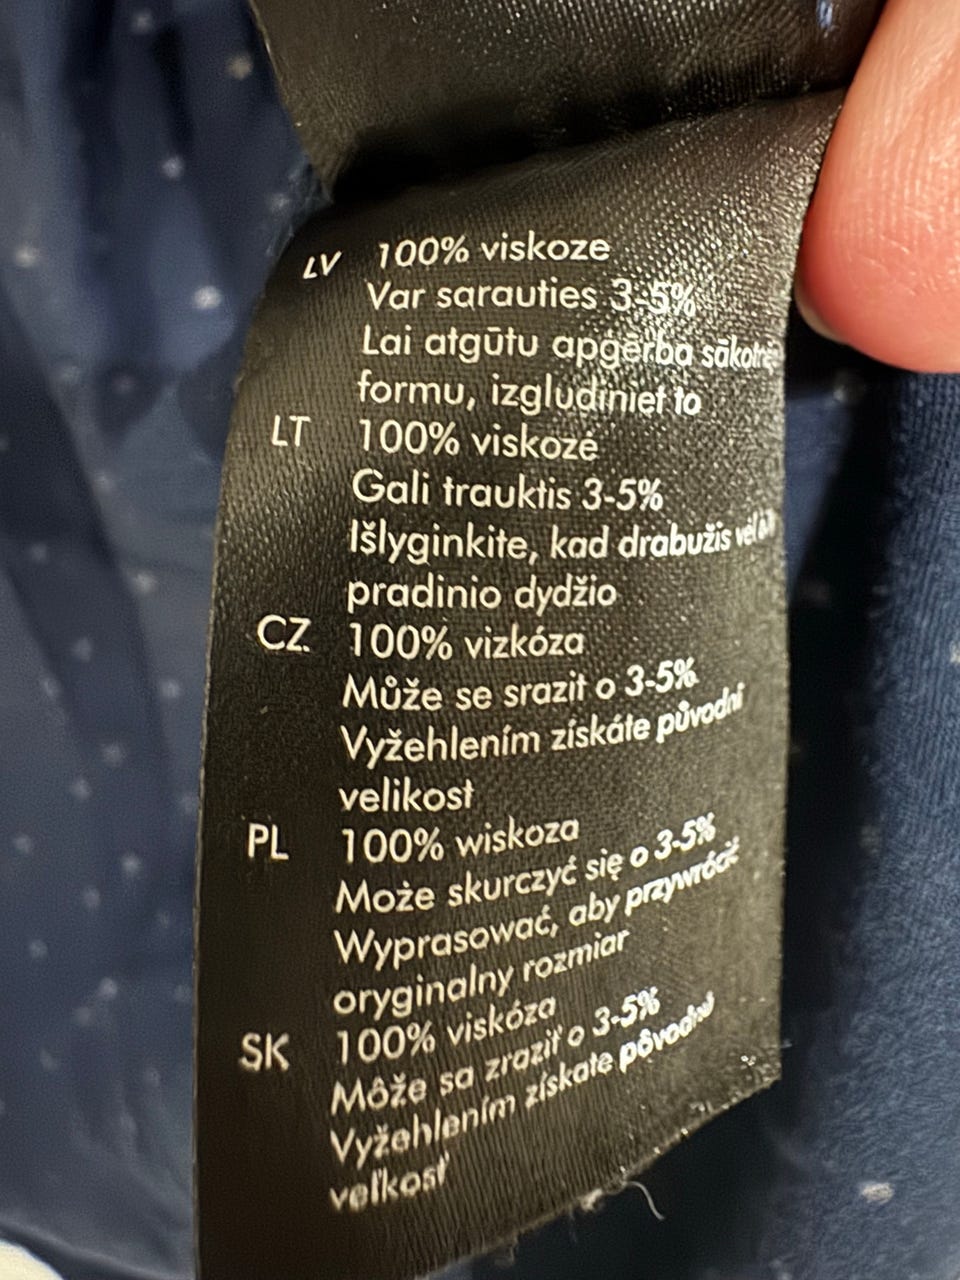 LV 100% viskoze
Var sarauties 3-5%
Lai atgūtu apģērba
formu, izgludiniet to
LT 100% viskozė
Gali trauktis 3-5%
Išlyginkite, kad drabužis vėl
pradinio dydžio
CZ 100% vizkóza
Může se srazit o 3-5%
Vyžehlením získáte původní
velikost
PL 100% wiskoza
Może skurczyć się o 3-5%
Wyprasować, aby przywrócić
oryginalny rozmiar
SK 100% viskóza
Môže sa zraziť o 3-5%
Vyžehlením získate
veľkosť